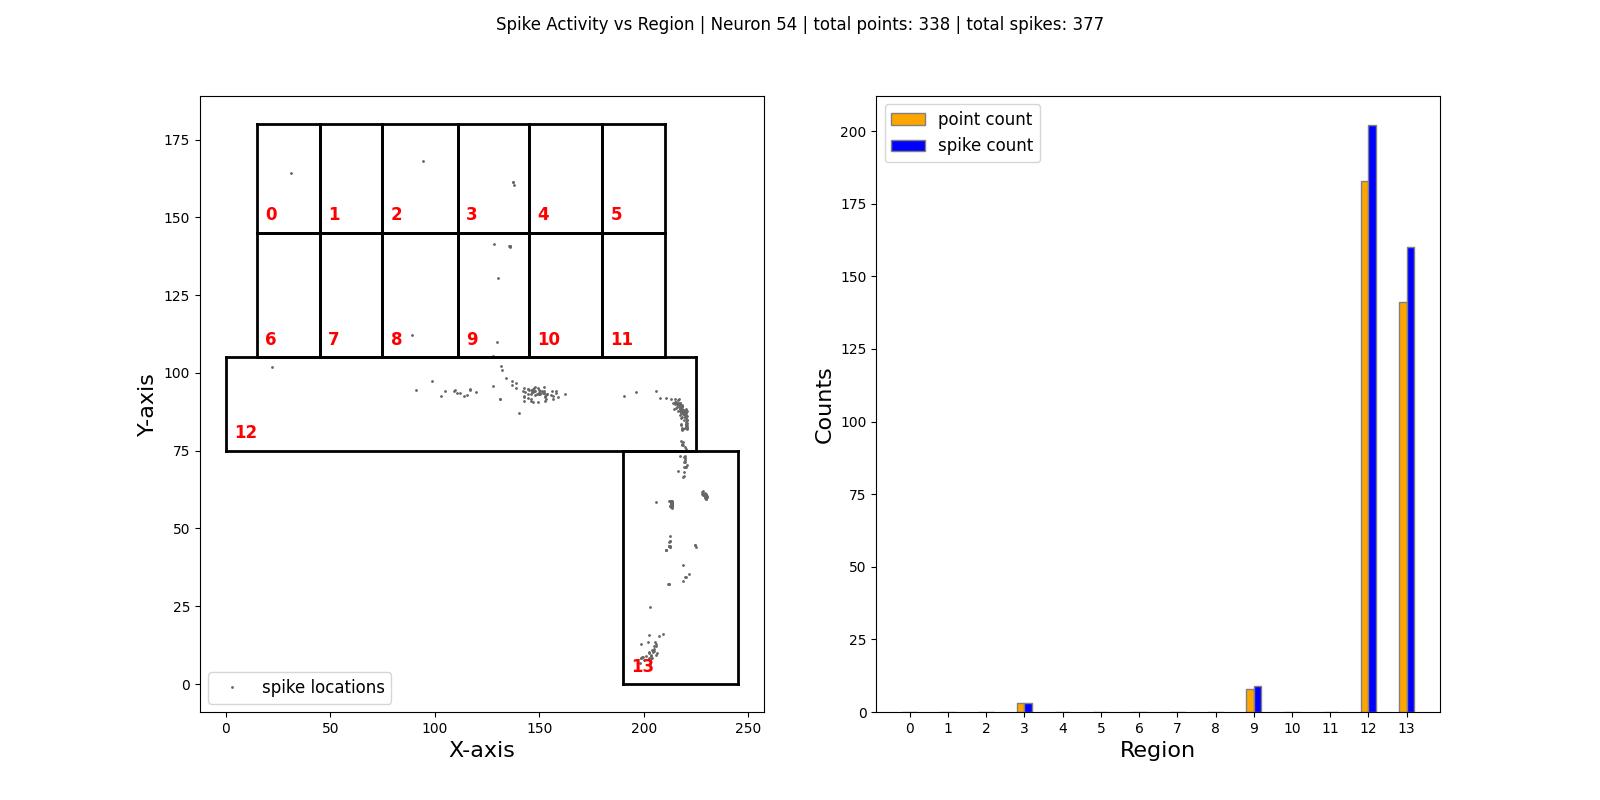 Spike Activity vs Region | Neuron 54 | total points: 338 | total spikes: 377
175
150
125
100
75
50
25
0
Y-axis
0 1 2 3 4 5
6 7 8 9 10 11
12
13
spike locations
0 50 100 150 200 250
X-axis
point count
spike count
200
175
150
125
100
75
50
25
0
Counts
0 1 2 3 4 5 6 7 8 9 10 11 12 13
Region